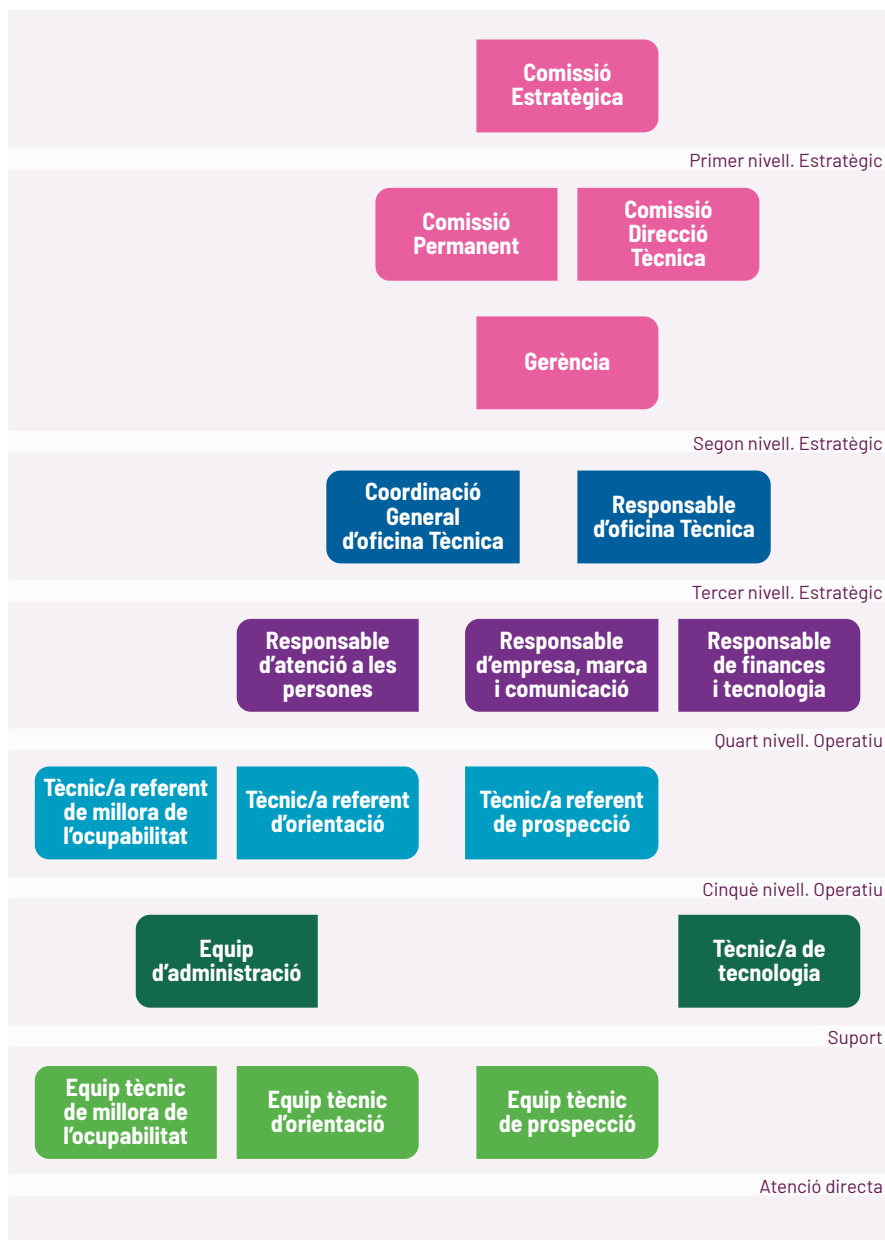 Comissió
Estratègica
Primer nivell. Estratègic
Comissió
Permanent
Comissió
Direcció
Tècnica
Gerència
Segon nivell. Estratègic
Coordinació
General
d'oficina Tècnica
Responsable
d'oficina Tècnica
Tercer nivell. Estratègic
Responsable
d'atenció a les
persones
Responsable
d'empresa, marca
i comunicació
Responsable
de finances
i tecnologia
Quart nivell. Operatiu
Tècnic/a referent
de millora de
l'ocupabilitat
Tècnic/a referent
d'orientació
Tècnic/a referent
de prospecció
Cinquè nivell. Operatiu
Equip
d'administració
Tècnic/a de
tecnologia
Suport
Equip tècnic
de millora de
l'ocupabilitat
Equip tècnic
d'orientació
Equip tècnic
de prospecció
Atenció directa